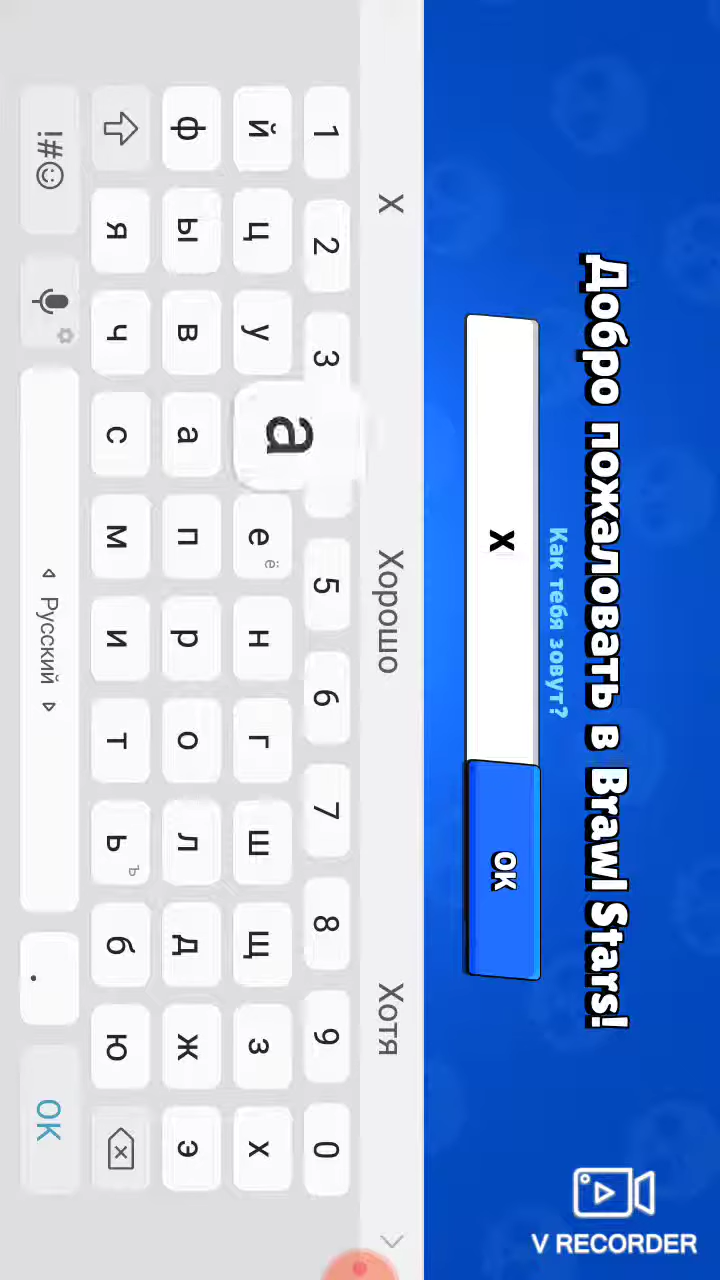 Добро пожаловать в Brawl Stars!
Как тебя зовут?
Х
ОК
Х Хорошо Хотя
1 2 3 5 6 7 8 9 0
й ц у а е ё н г ш щ з х
ф ы в а п р о л д ж э
я ч с м и т ь ъ б ю
!#☺ Русский . OK
V RECORDER